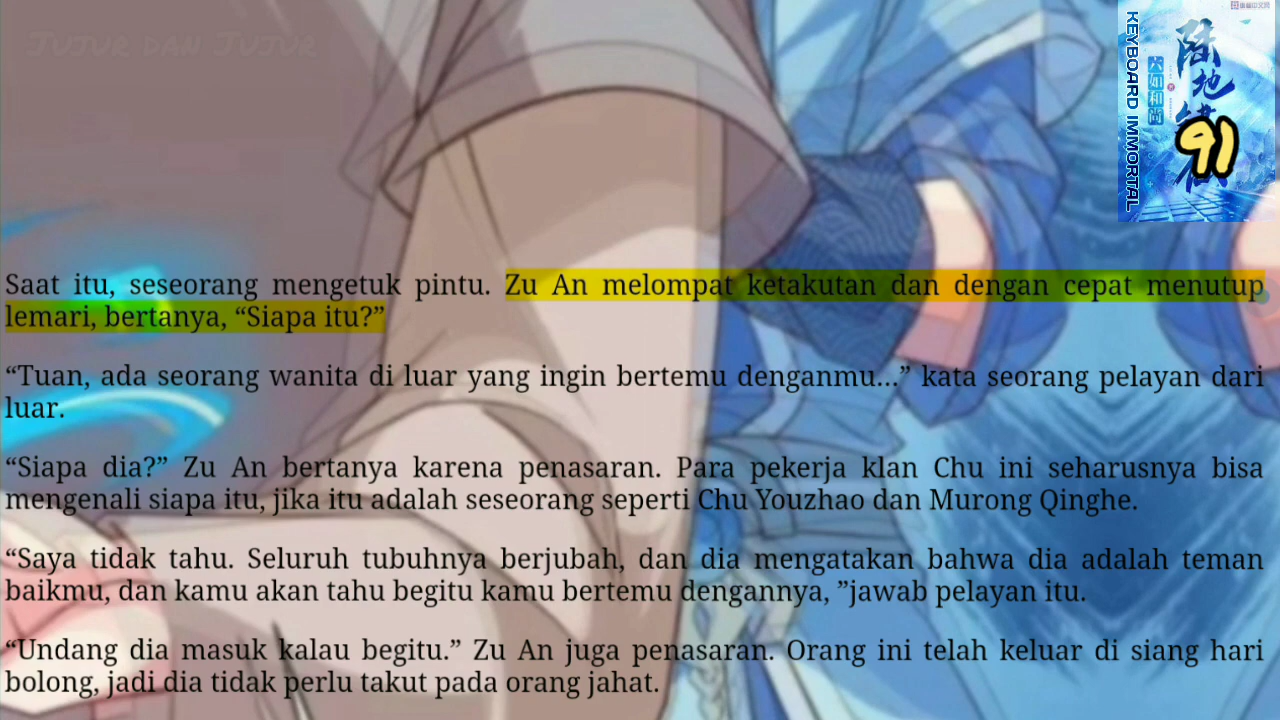 Jujur dan Jujur
KEYBOARD IMMORTAL
陆地
91
Saat itu, seseorang mengetuk pintu. Zu An melompat ketakutan dan dengan cepat menutup
lemari, bertanya, “Siapa itu?”
“Tuan, ada seorang wanita di luar yang ingin bertemu denganmu...” kata seorang pelayan dari
luar.
“Siapa dia?” Zu An bertanya karena penasaran. Para pekerja klan Chu ini seharusnya bisa
mengenali siapa itu, jika itu adalah seseorang seperti Chu Youzhao dan Murong Qinghe.
“Saya tidak tahu. Seluruh tubuhnya berjubah, dan dia mengatakan bahwa dia adalah teman
baikmu, dan kamu akan tahu begitu kamu bertemu dengannya, ”jawab pelayan itu.
“Undang dia masuk kalau begitu.” Zu An juga penasaran. Orang ini telah keluar di siang hari
bolong, jadi dia tidak perlu takut pada orang jahat.